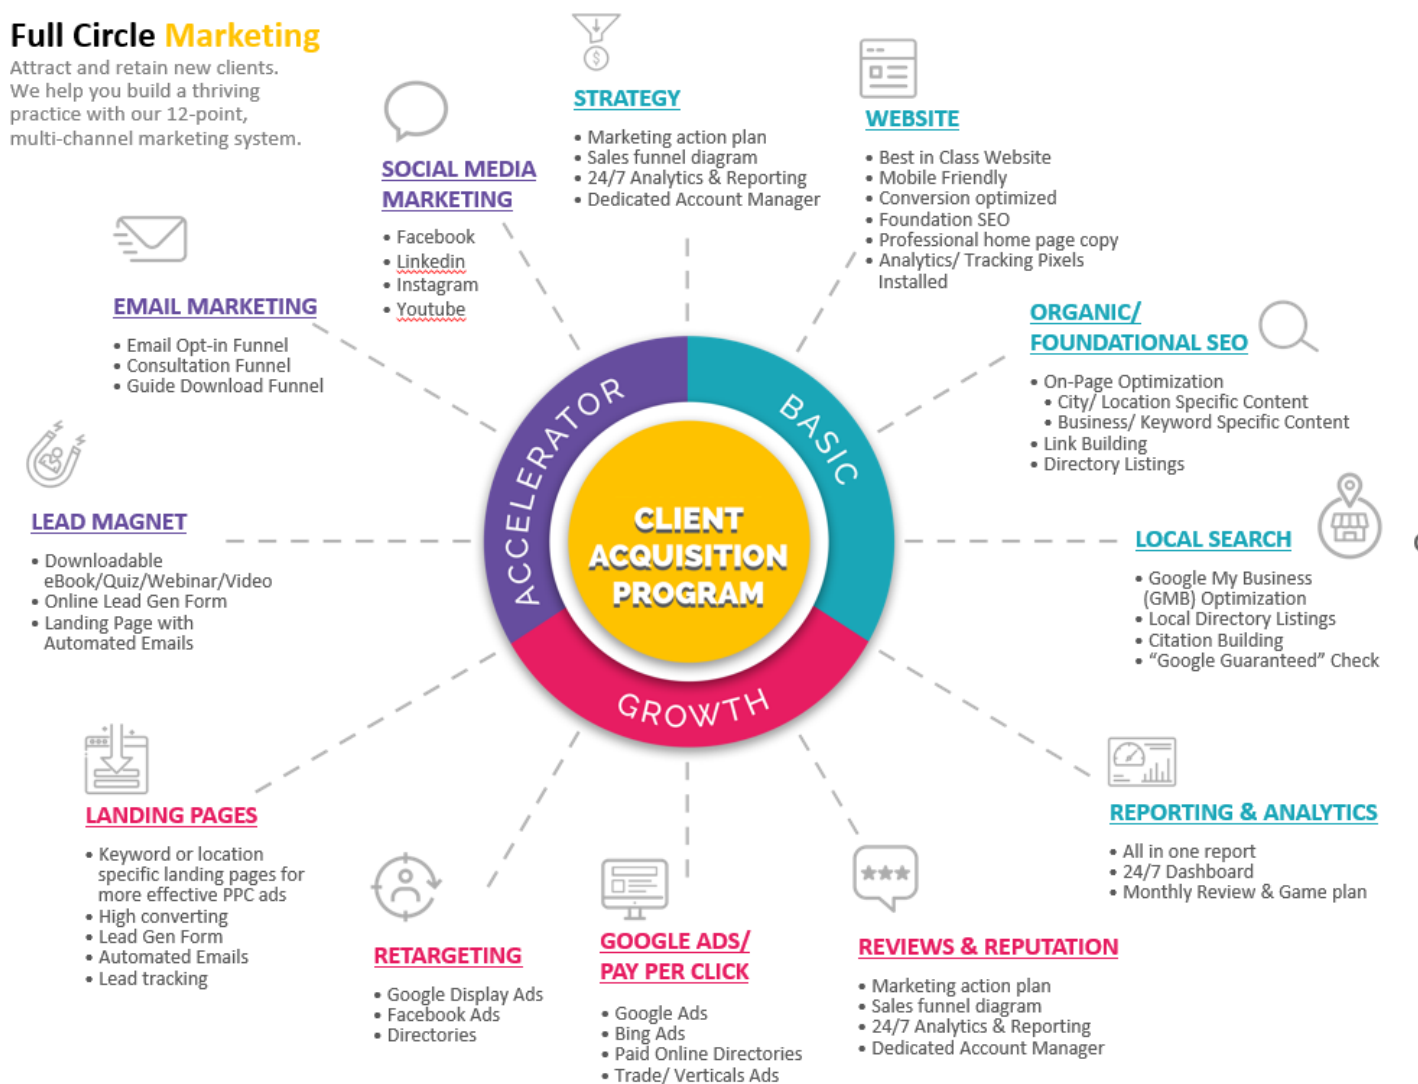 Full Circle Marketing
Attract and retain new clients.
We help you build a thriving
practice with our 12-point,
multi-channel marketing system.
STRATEGY
• Marketing action plan
• Sales funnel diagram
• 24/7 Analytics & Reporting
• Dedicated Account Manager
WEBSITE
• Best in Class Website
• Mobile Friendly
• Conversion optimized
• Foundation SEO
• Professional home page copy
• Analytics/ Tracking Pixels
Installed
ORGANIC/
FOUNDATIONAL SEO
• On-Page Optimization
• City/ Location Specific Content
• Business/ Keyword Specific Content
• Link Building
• Directory Listings
LOCAL SEARCH
• Google My Business
(GMB) Optimization
• Local Directory Listings
• Citation Building
• “Google Guaranteed” Check
REPORTING & ANALYTICS
• All in one report
• 24/7 Dashboard
• Monthly Review & Game plan
REVIEWS & REPUTATION
• Marketing action plan
• Sales funnel diagram
• 24/7 Analytics & Reporting
• Dedicated Account Manager
GOOGLE ADS/
PAY PER CLICK
• Google Ads
• Bing Ads
• Paid Online Directories
• Trade/ Verticals Ads
RETARGETING
• Google Display Ads
• Facebook Ads
• Directories
LANDING PAGES
• Keyword or location
specific landing pages for
more effective PPC ads
• High converting
• Lead Gen Form
• Automated Emails
• Lead tracking
LEAD MAGNET
• Downloadable
eBook/Quiz/Webinar/Video
• Online Lead Gen Form
• Landing Page with
Automated Emails
EMAIL MARKETING
• Email Opt-in Funnel
• Consultation Funnel
• Guide Download Funnel
SOCIAL MEDIA
MARKETING
• Facebook
• Linkedin
• Instagram
• Youtube
ACCELERATOR
BASIC
GROWTH
CLIENT
ACQUISITION
PROGRAM